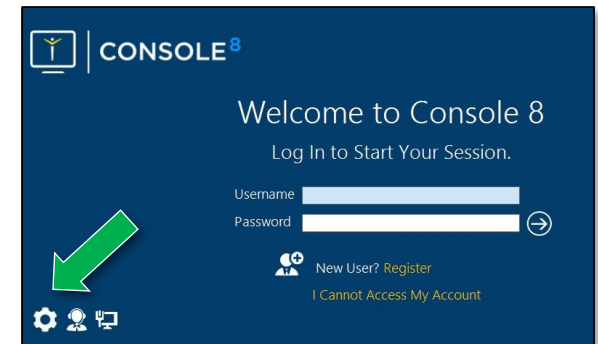 CONSOLE8
Welcome to Console 8
Log In to Start Your Session.
Username
Password
New User? Register
I Cannot Access My Account